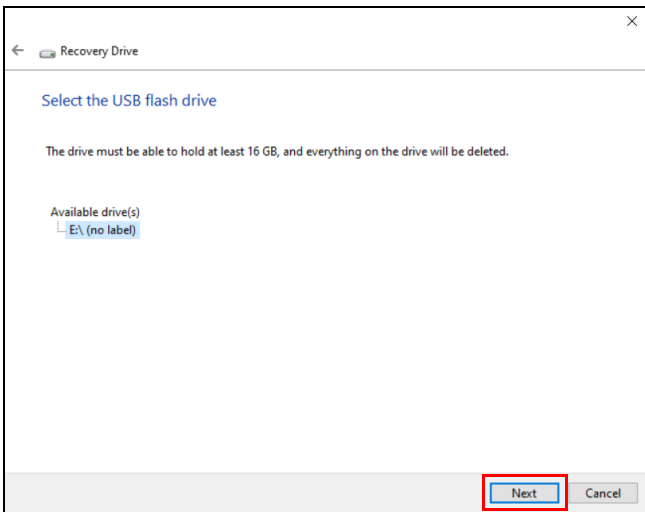 Recovery Drive
Select the USB flash drive
The drive must be able to hold at least 16 GB, and everything on the drive will be deleted.
Available drive(s)
E:\ (no label)
Next Cancel